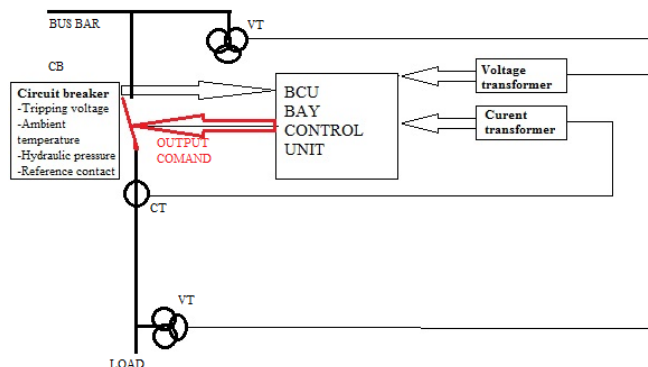 BUS BAR
VT
CB
Circuit breaker
-Tripping voltage
-Ambient
temperature
-Hydraulic pressure
-Reference contact
BCU
BAY
CONTROL
UNIT
Voltage
transformer
Curent
transformer
OUTPUT
COMAND
CT
VT
LOAD